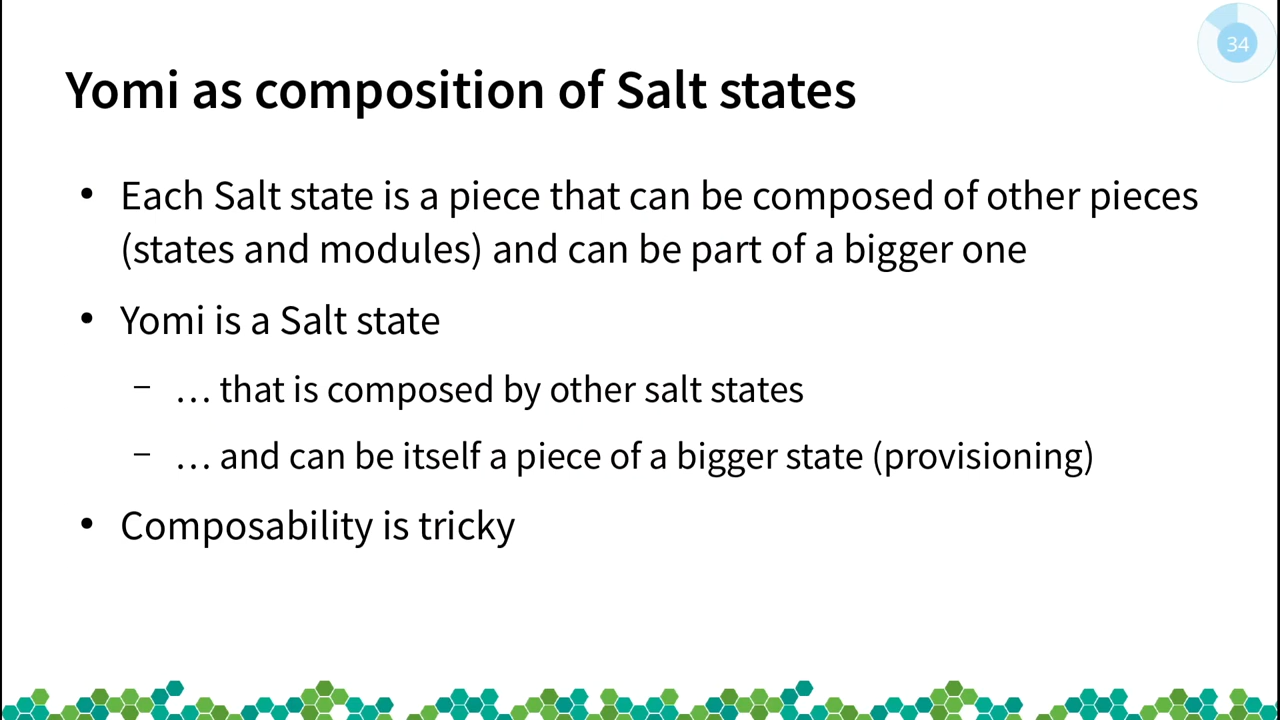 34
Yomi as composition of Salt states
• Each Salt state is a piece that can be composed of other pieces
(states and modules) and can be part of a bigger one
• Yomi is a Salt state
– … that is composed by other salt states
– … and can be itself a piece of a bigger state (provisioning)
• Composability is tricky